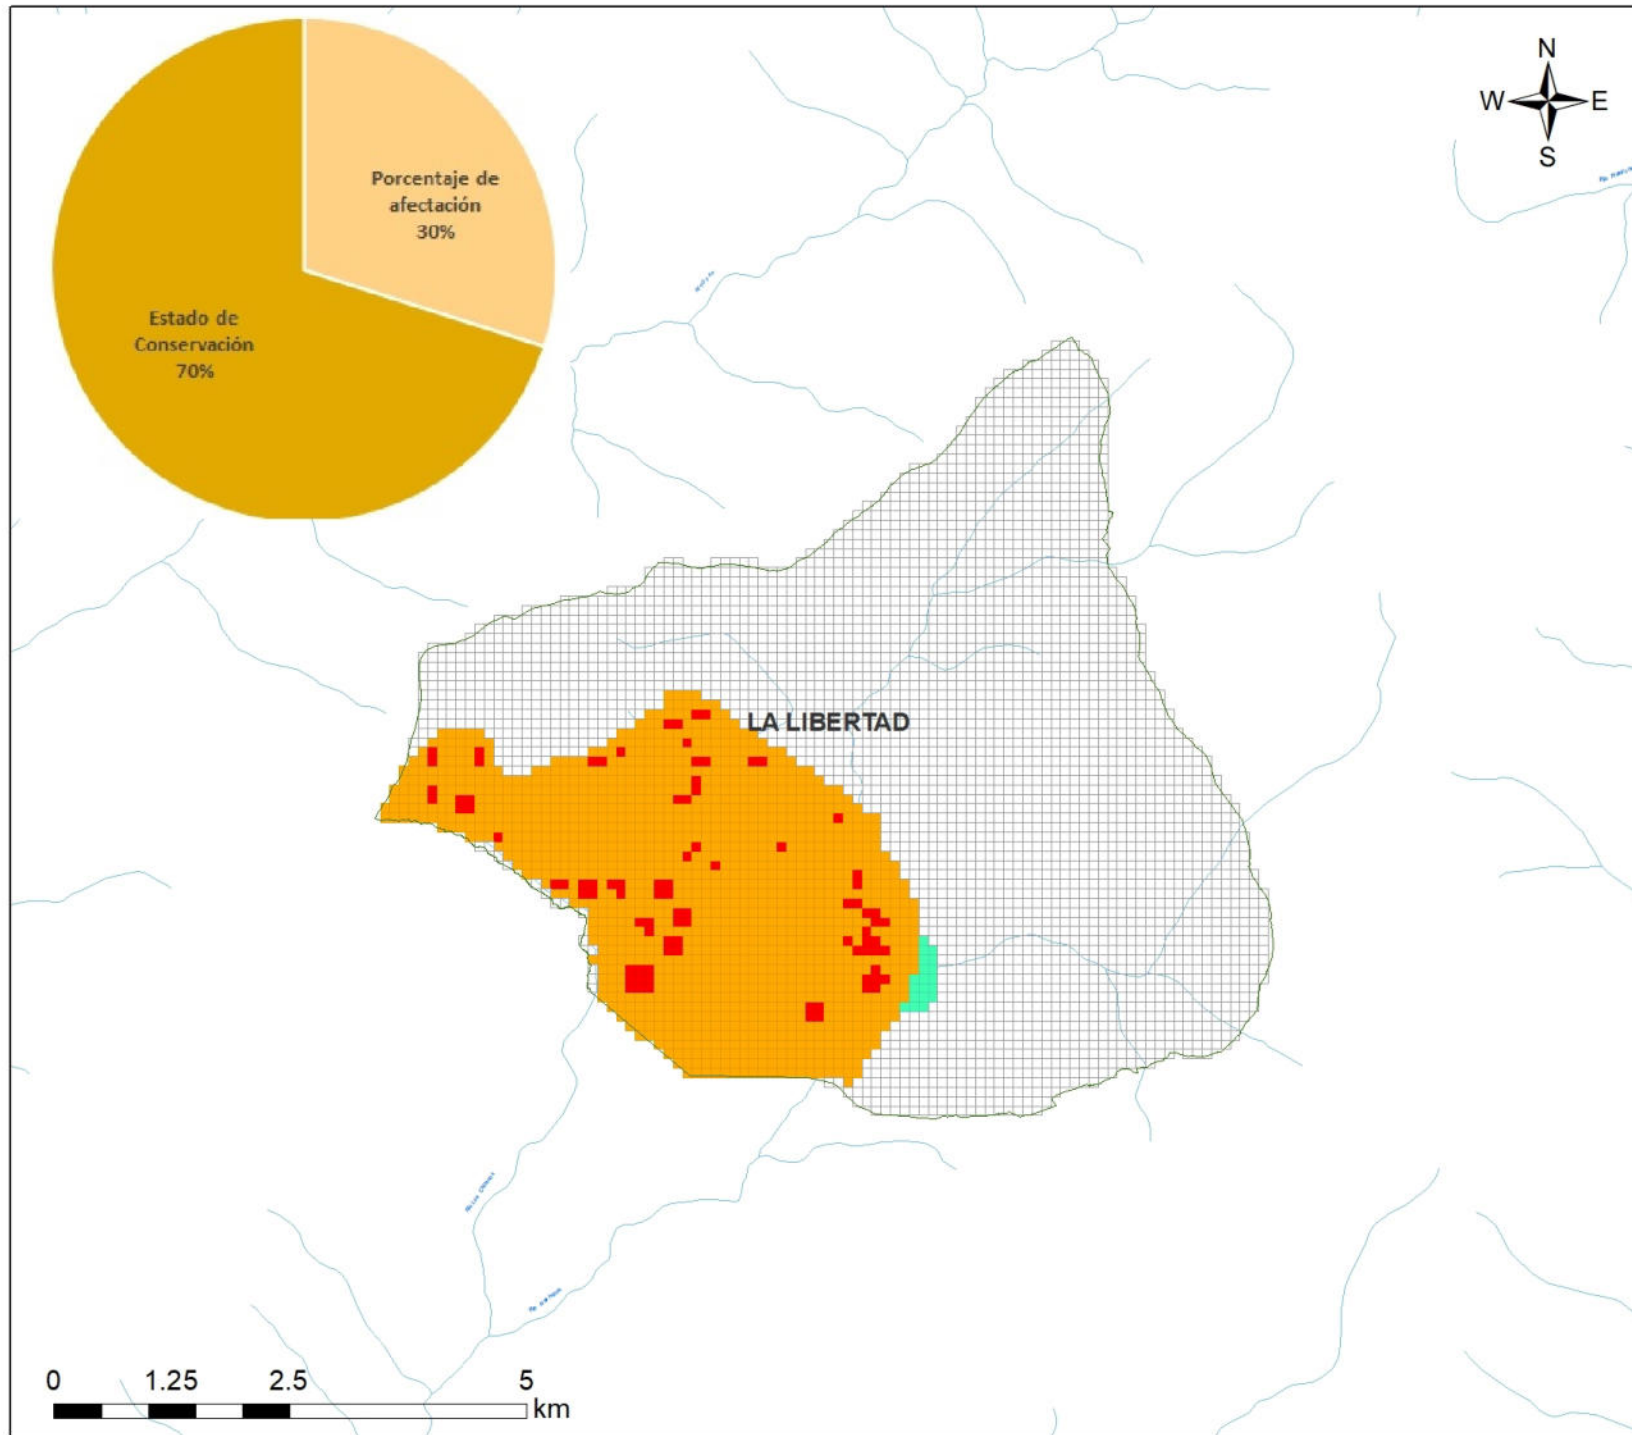 N
W E
S
Porcentaje de
afectación
30%
Estado de
Conservación
70%
LA LIBERTAD
0 1.25 2.5 5
km